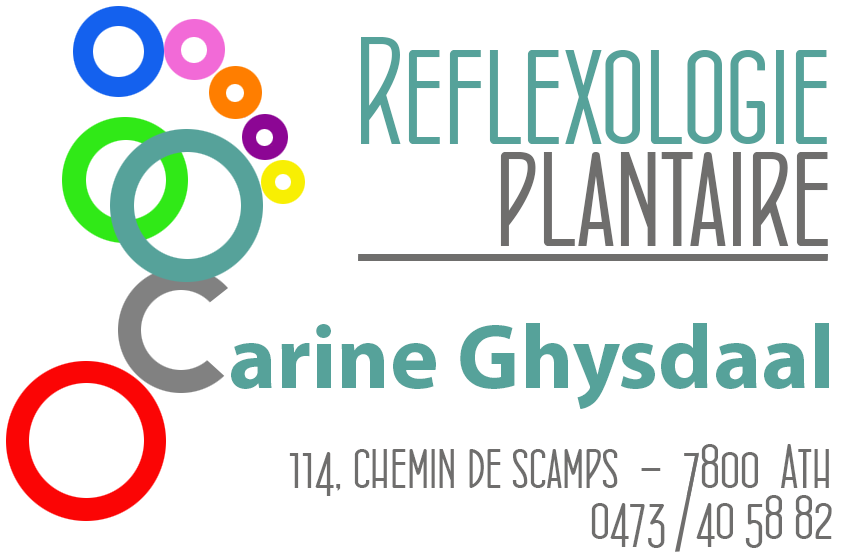 REFLEXOLOGIE
PLANTAIRE
Carine Ghysdaal
114, CHEMIN DE SCAMPS – 7800 ATH
0473/40 58 82